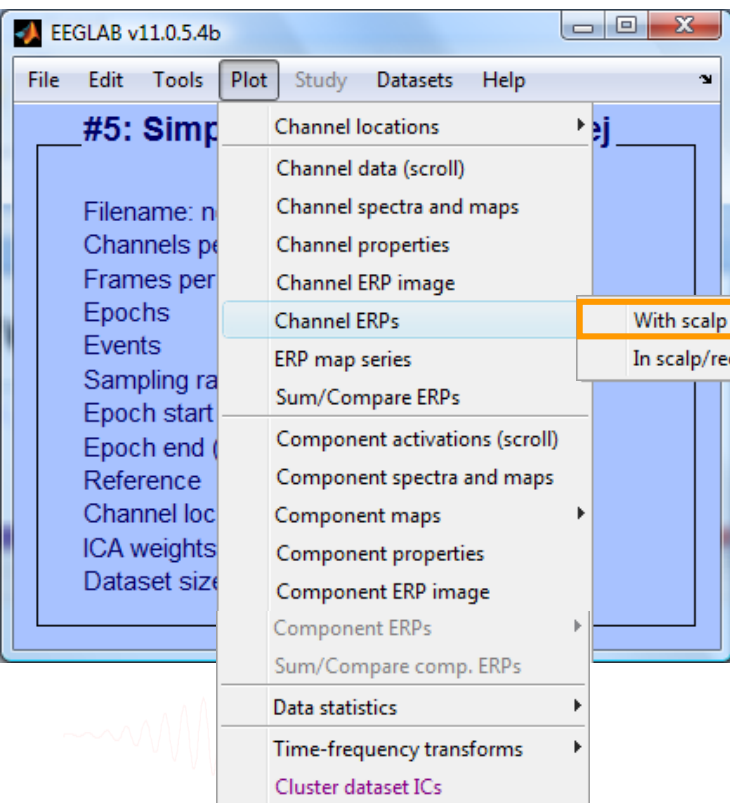 EEGLAB v11.0.5.4b
File Edit Tools Plot Study Datasets Help
#5: Simp
ej
Filename: n
Channels pe
Frames per
Epochs
Events
Sampling ra
Epoch start
Epoch end (
Reference
Channel loc
ICA weights
Dataset size
Channel locations
Channel data (scroll)
Channel spectra and maps
Channel properties
Channel ERP image
Channel ERPs
ERP map series
Sum/Compare ERPs
Component activations (scroll)
Component spectra and maps
Component maps
Component properties
Component ERP image
Component ERPs
Sum/Compare comp. ERPs
Data statistics
Time-frequency transforms
Cluster dataset ICs
With scalp
In scalp/re